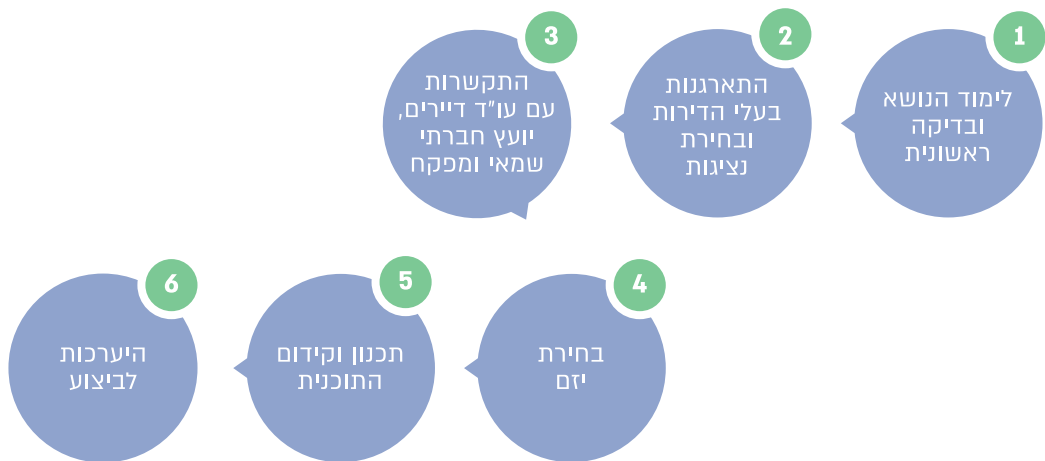 1
לימוד הנושא
ובדיקה
ראשונית
2
התארגנות
בעלי הדירות
ובחירת
נציגות
3
התקשרות
עם עו"ד דיירים,
יועץ חברתי
שמאי ומפקח
4
בחירת
יזם
5
תכנון וקידום
התוכנית
6
היערכות
לביצוע